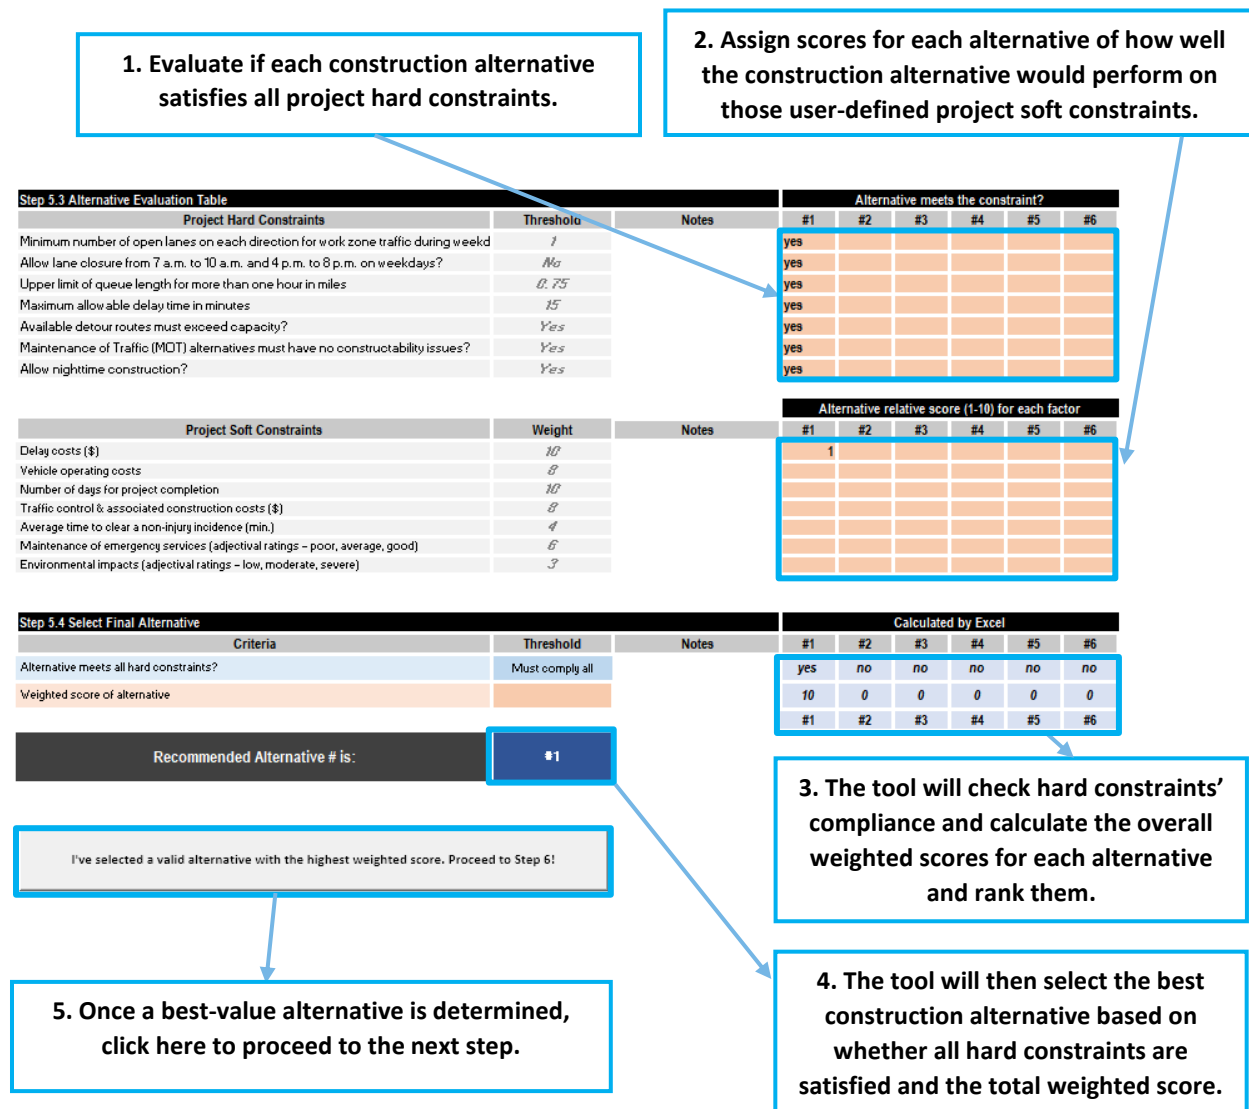 1. Evaluate if each construction alternative
satisfies all project hard constraints.
2. Assign scores for each alternative of how well
the construction alternative would perform on
those user-defined project soft constraints.
Step 5.3 Alternative Evaluation Table
Alternative meets the constraint?
Project Hard Constraints Threshold Notes #1 #2 #3 #4 #5 #6
Minimum number of open lanes on each direction for work zone traffic during weekd 1 yes
Allow lane closure from 7 a.m. to 10 a.m. and 4 p.m. to 8 p.m. on weekdays? No yes
Upper limit of queue length for more than one hour in miles 0.75 yes
Maximum allowable delay time in minutes 15 yes
Available detour routes must exceed capacity? Yes yes
Maintenance of Traffic (MOT) alternatives must have no constructability issues? Yes yes
Allow nighttime construction? Yes yes
Alternative relative score (1-10) for each factor
Project Soft Constraints Weight Notes #1 #2 #3 #4 #5 #6
Delay costs ($) 10 1
Vehicle operating costs 8
Number of days for project completion 10
Traffic control & associated construction costs ($) 8
Average time to clear a non-injury incidence (min.) 4
Maintenance of emergency services (adjectival ratings – poor, average, good) 6
Environmental impacts (adjectival ratings – low, moderate, severe) 3
Step 5.4 Select Final Alternative Calculated by Excel
Criteria Threshold Notes #1 #2 #3 #4 #5 #6
Alternative meets all hard constraints? Must comply all yes no no no no no
Weighted score of alternative 10 0 0 0 0 0
#1 #2 #3 #4 #5 #6
Recommended Alternative # is: #1
3. The tool will check hard constraints'
compliance and calculate the overall
weighted scores for each alternative
and rank them.
I've selected a valid alternative with the highest weighted score. Proceed to Step 6!
4. The tool will then select the best
construction alternative based on
whether all hard constraints are
satisfied and the total weighted score.
5. Once a best-value alternative is determined,
click here to proceed to the next step.